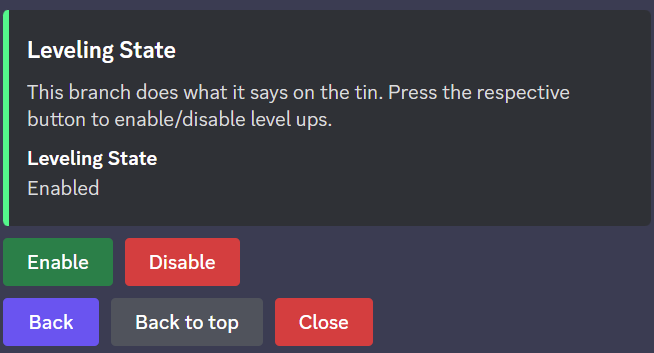 Leveling State
This branch does what it says on the tin. Press the respective
button to enable/disable level ups.
Leveling State
Enabled
Enable Disable
Back Back to top Close